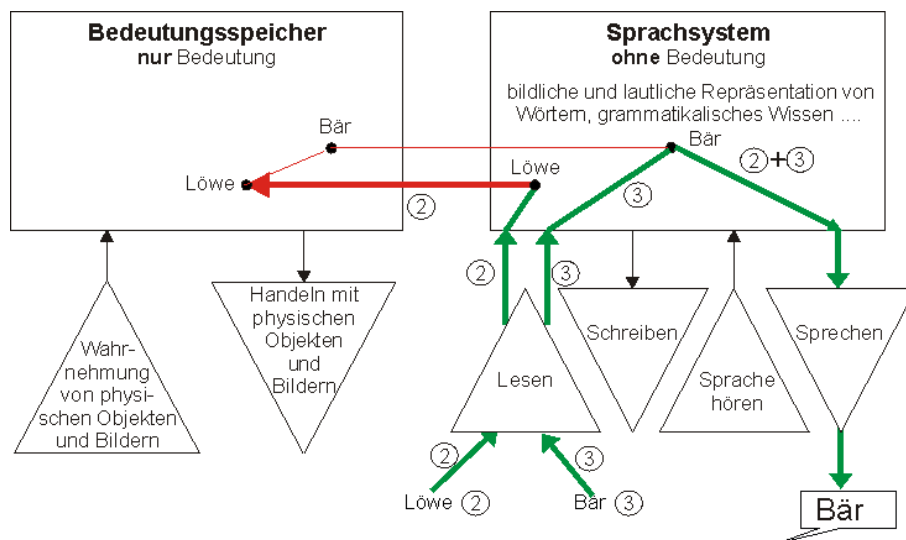 Bedeutungsspeicher
nur Bedeutung
Sprachsystem
ohne Bedeutung
bildliche und lautliche Repräsentation von
Wörtern, grammatikalisches Wissen ....
Bär
Löwe
Löwe
Bär
②
③
②+③
②
③
Wahr-
nehmung
von physi-
schen Objekten
und Bildern
Handeln mit
physischen
Objekten
und
Bildern
Lesen
Schreiben
Sprache
hören
Sprechen
②
③
Löwe ②
Bär ③
Bär